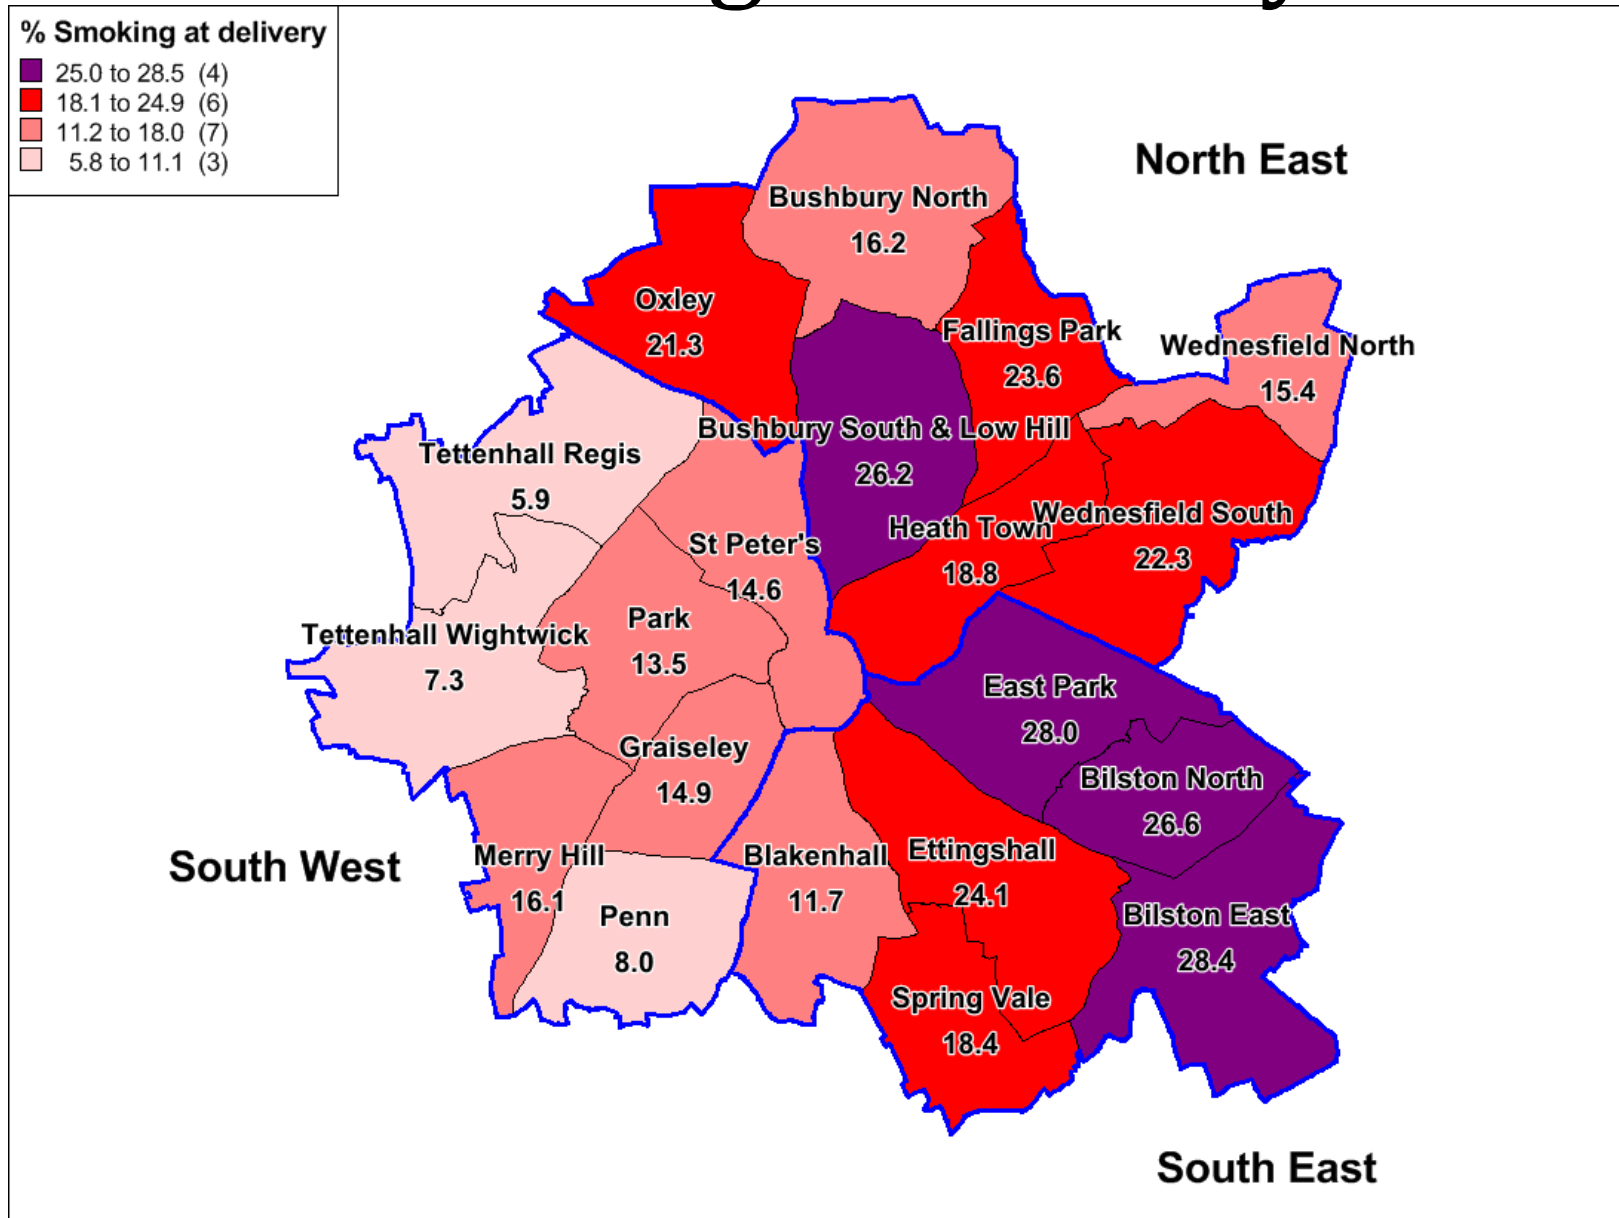 % Smoking at delivery
25.0 to 28.5 (4)
18.1 to 24.9 (6)
11.2 to 18.0 (7)
5.8 to 11.1 (3)
North East
Bushbury North
16.2
Oxley
21.3
Fallings Park
23.6
Wednesfield North
15.4
Bushbury South & Low Hill
26.2
Tettenhall Regis
5.9
Heath Town
18.8
Wednesfield South
22.3
St Peter's
14.6
Park
13.5
Tettenhall Wightwick
7.3
East Park
28.0
Graiseley
14.9
Bilston North
26.6
South West
Merry Hill
16.1
Blakenhall
11.7
Ettingshall
24.1
Penn
8.0
Bilston East
28.4
Spring Vale
18.4
South East